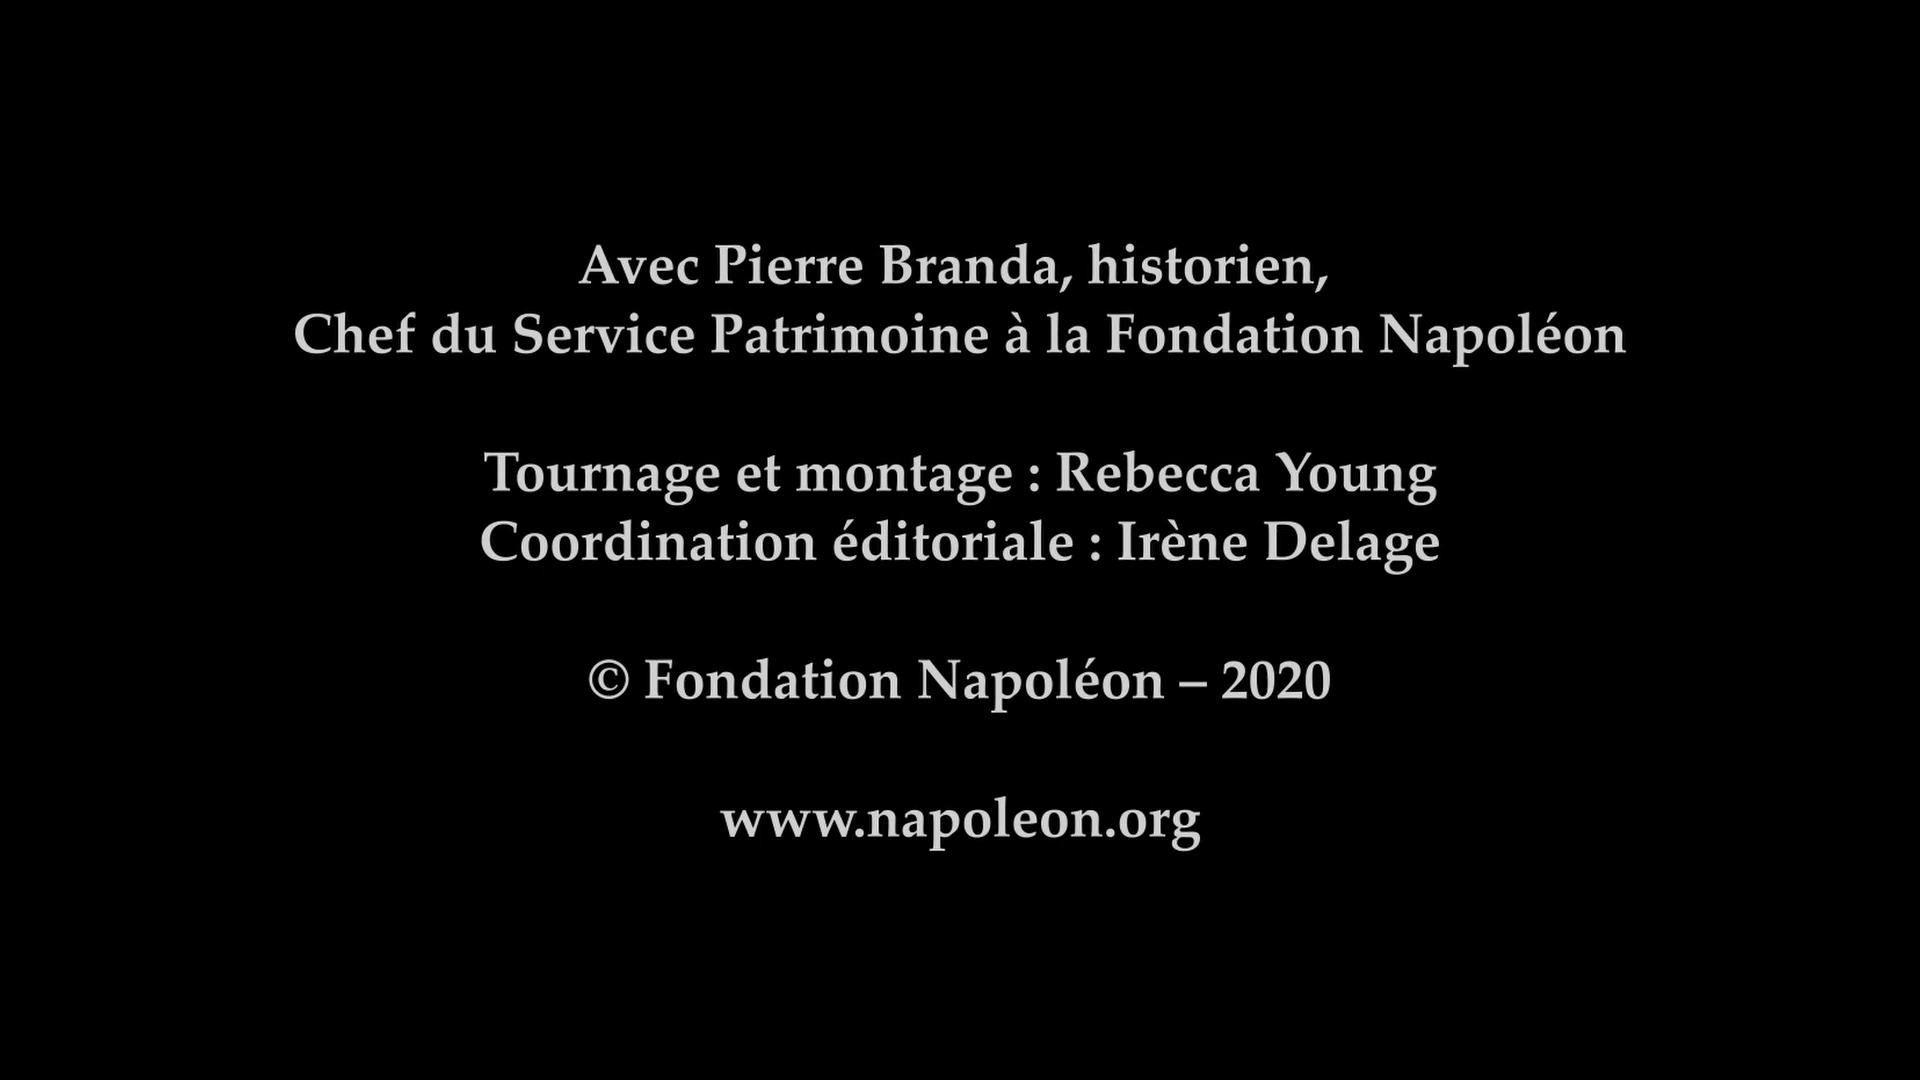 Avec Pierre Branda, historien,
Chef du Service Patrimoine à la Fondation Napoléon
Tournage et montage : Rebecca Young
Coordination éditoriale : Irène Delage
© Fondation Napoléon – 2020
www.napoleon.org